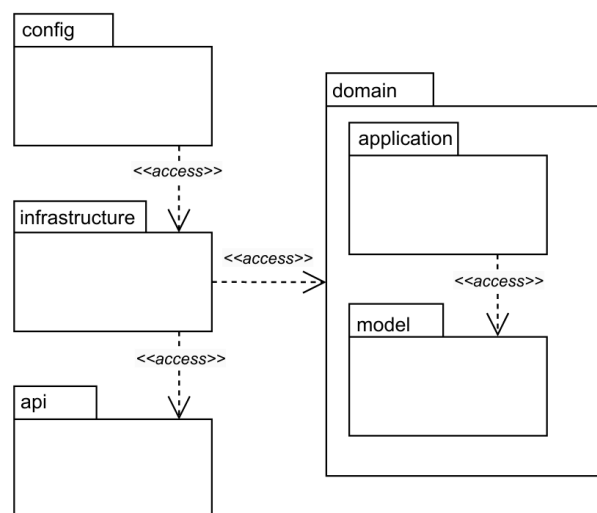 config
<<access>>
infrastructure
<<access>>
<<access>>
api
domain
application
<<access>>
model